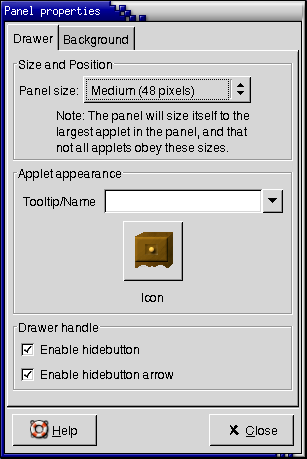 Panel properties
Drawer Background
Size and Position
Panel size: Medium (48 pixels)
Note: The panel will size itself to the
largest applet in the panel, and that
not all applets obey these sizes.
Applet appearance
Tooltip/Name
Icon
Drawer handle
Enable hidebutton
Enable hidebutton arrow
Help Close